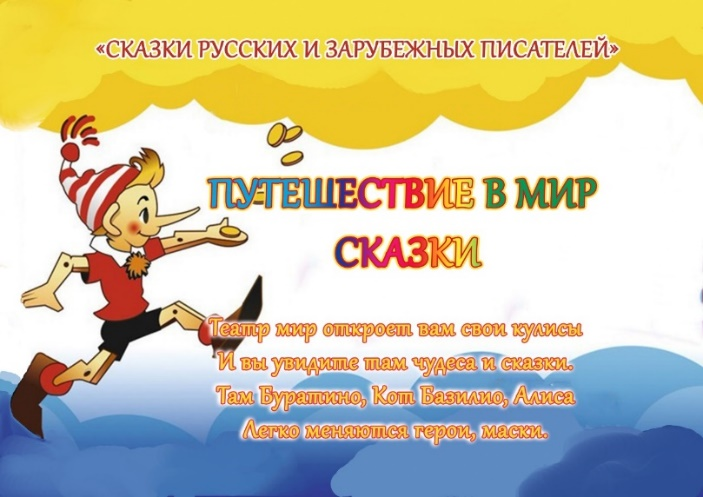 «СКАЗКИ РУССКИХ И ЗАРУБЕЖНЫХ ПИСАТЕЛЕЙ»
ПУТЕШЕСТВИЕ В МИР
СКАЗКИ
Театр мир откроет вам свои кулисы
И вы увидите там чудеса и сказки.
Там Буратино, Кот Базилио, Алиса
Легко меняются герои, маски.